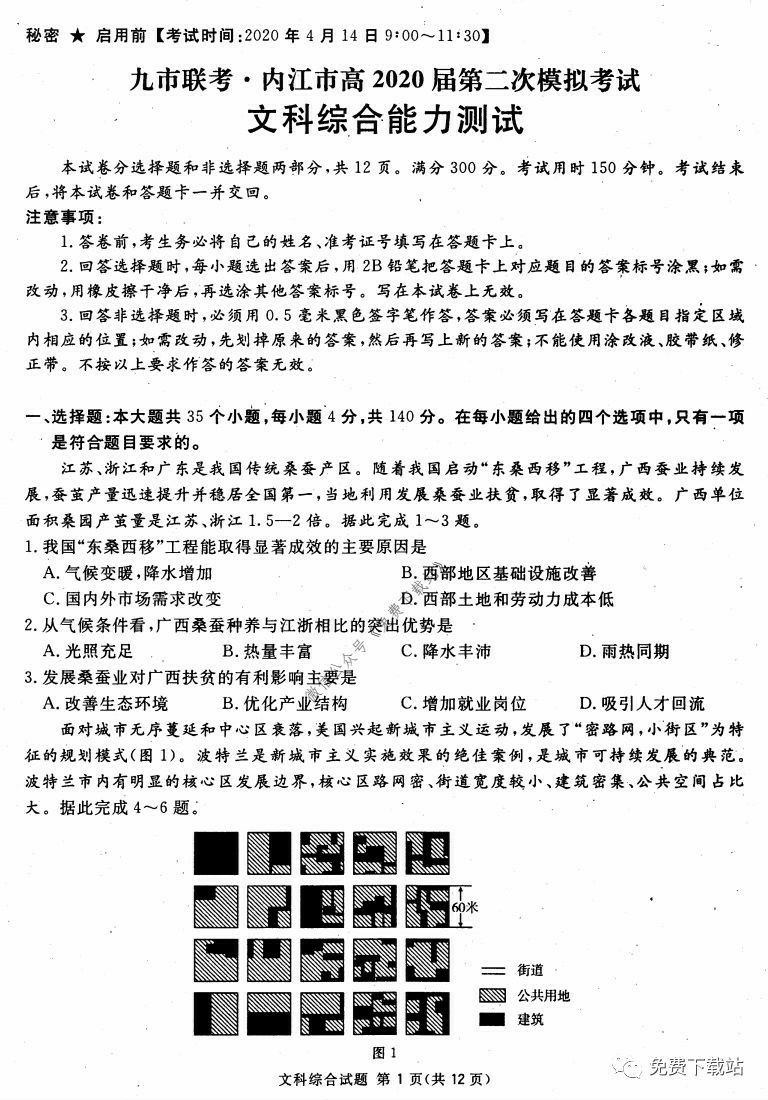 秘密 ★ 启用前【考试时间:2020 年 4 月 14 日 9:00~11:30】
九市联考·内江市高 2020 届第二次模拟考试
文科综合能力测试
本试卷分选择题和非选择题两部分,共 12 页。满分 300 分。考试用时 150 分钟。考试结束
后,将本试卷和答题卡一并交回。
注意事项:
1. 答卷前,考生务必将自己的姓名、准考证号填写在答题卡上。
2. 回答选择题时,每小题选出答案后,用 2B 铅笔把答题卡上对应题目的答案标号涂黑;如需
改动,用橡皮擦干净后,再选涂其他答案标号。写在本试卷上无效。
3. 回答非选择题时,必须用 0.5 毫米黑色签字笔作答,答案必须写在答题卡各题目指定区域
内相应的位置;如需改动,先划掉原来的答案,然后再写上新的答案;不能使用涂改液、胶带纸、修
正带。不按以上要求作答的答案无效。
一、选择题:本大题共 35 个小题,每小题 4 分,共 140 分。在每小题给出的四个选项中,只有一项
是符合题目要求的。
江苏、浙江和广东是我国传统桑蚕产区。随着我国启动“东桑西移”工程,广西蚕业持续发
展,蚕茧产量迅速提升并稳居全国第一,当地利用发展桑蚕业扶贫,取得了显著成效。广西单位
面积桑园产茧量是江苏、浙江 1.5—2 倍。据此完成 1~3 题。
1. 我国“东桑西移”工程能取得显著成效的主要原因是
A. 气候变暖,降水增加 B. 西部地区基础设施改善
C. 国内外市场需求改变 D. 西部土地和劳动力成本低
2. 从气候条件看,广西桑蚕种养与江浙相比的突出优势是
A. 光照充足 B. 热量丰富 C. 降水丰沛 D. 雨热同期
3. 发展桑蚕业对广西扶贫的有利影响主要是
A. 改善生态环境 B. 优化产业结构 C. 增加就业岗位 D. 吸引人才回流
面对城市无序蔓延和中心区衰落,美国兴起新城市主义运动,发展了“密路网,小街区”为特
征的规划模式(图 1)。波特兰是新城市主义实施效果的绝佳案例,是城市可持续发展的典范。
波特兰市内有明显的核心区发展边界,核心区路网密、街道宽度较小、建筑密集、公共空间占比
大。据此完成 4~6 题。
60米
街道
公共用地
建筑
图 1
文科综合试题 第 1 页(共 12 页)
免费下载站